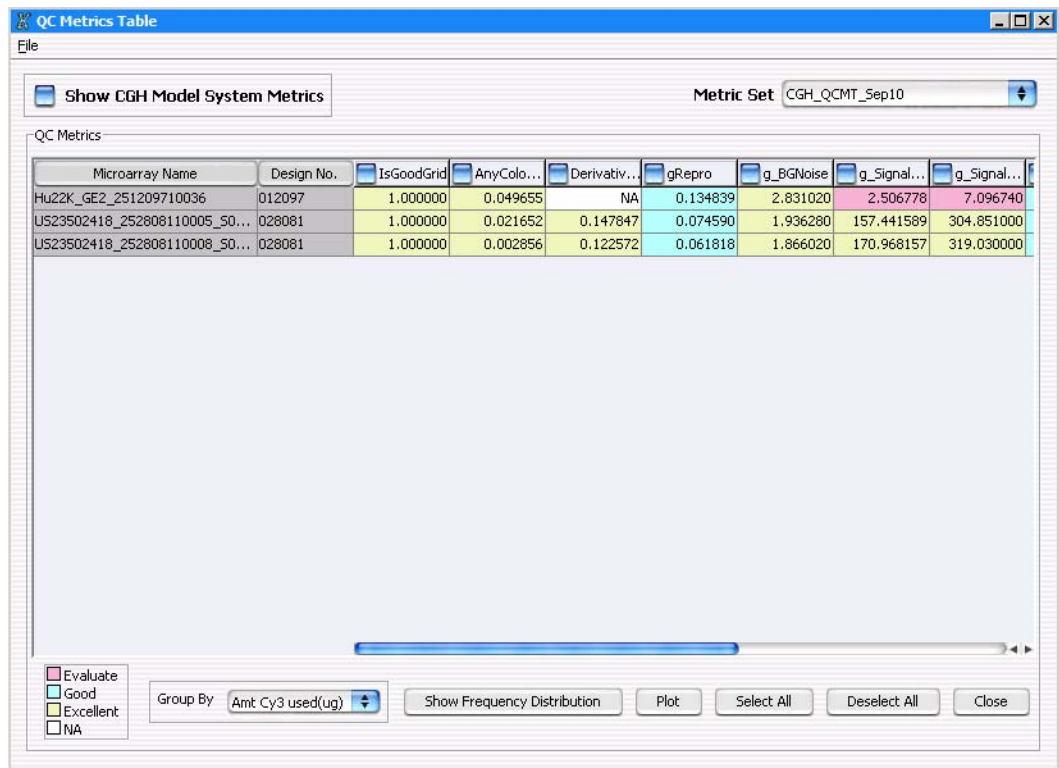 QC Metrics Table
File
Show CGH Model System Metrics
Metric Set CGH_QCMT_Sep10
QC Metrics
Microarray Name Design No. IsGoodGrid AnyColo... Derivativ... gRepro g_BGNoise g_Signal... g_Signal...
Hu22K_GE2_251209710036 012097 1.000000 0.049655 NA 0.134839 2.831020 2.506778 7.096740
US23502418_252808110005_S0... 028081 1.000000 0.021652 0.147847 0.074590 1.936280 157.441589 304.851000
US23502418_252808110008_S0... 028081 1.000000 0.002856 0.122572 0.061818 1.866020 170.968157 319.030000
Evaluate
Good
Excellent
NA
Group By Amt Cy3 used(ug) Show Frequency Distribution Plot Select All Deselect All Close